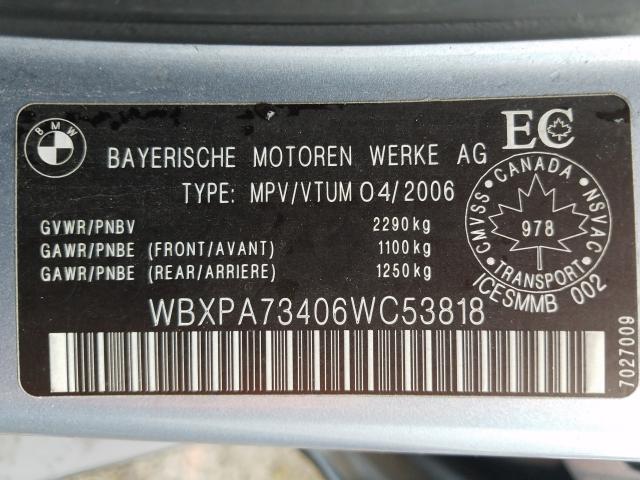 BMW
EC
BAYERISCHE MOTOREN WERKE AG
TYPE: MPV/VTUM 04/2006
GVWR/PNBV 2290kg
GAWR/PNBE (FRONT/AVANT) 1100kg
GAWR/PNBE (REAR/ARRIERE) 1250kg
CMVSS · CANADA · NSVAC
978
TRANSPORT
ICESMMB 002
WBXPA73406WC53818
7027009